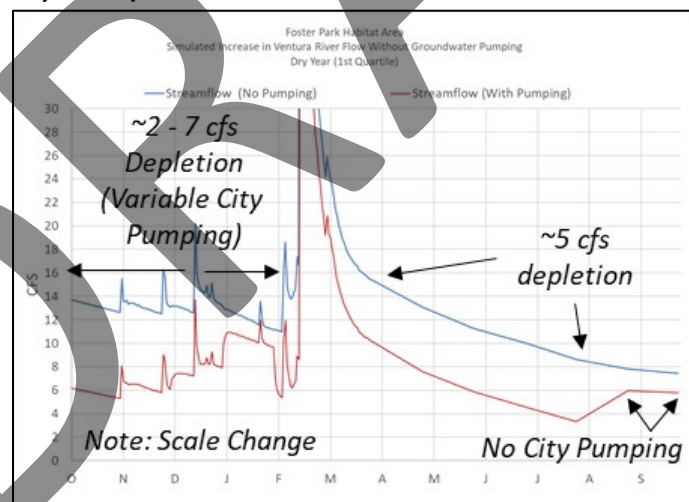 Foster Park Habitat Area
Simulated Increase in Ventura River Flow Without Groundwater Pumping
Dry Year (1st Quartile)
Streamflow (No Pumping)
Streamflow (With Pumping)
~2 - 7 cfs
Depletion
(Variable City
Pumping)
~5 cfs
depletion
CFS
30
28
26
24
22
20
18
16
14
12
10
8
6
4
2
0
Note: Scale Change
No City Pumping
O N D J F M A M J J A S